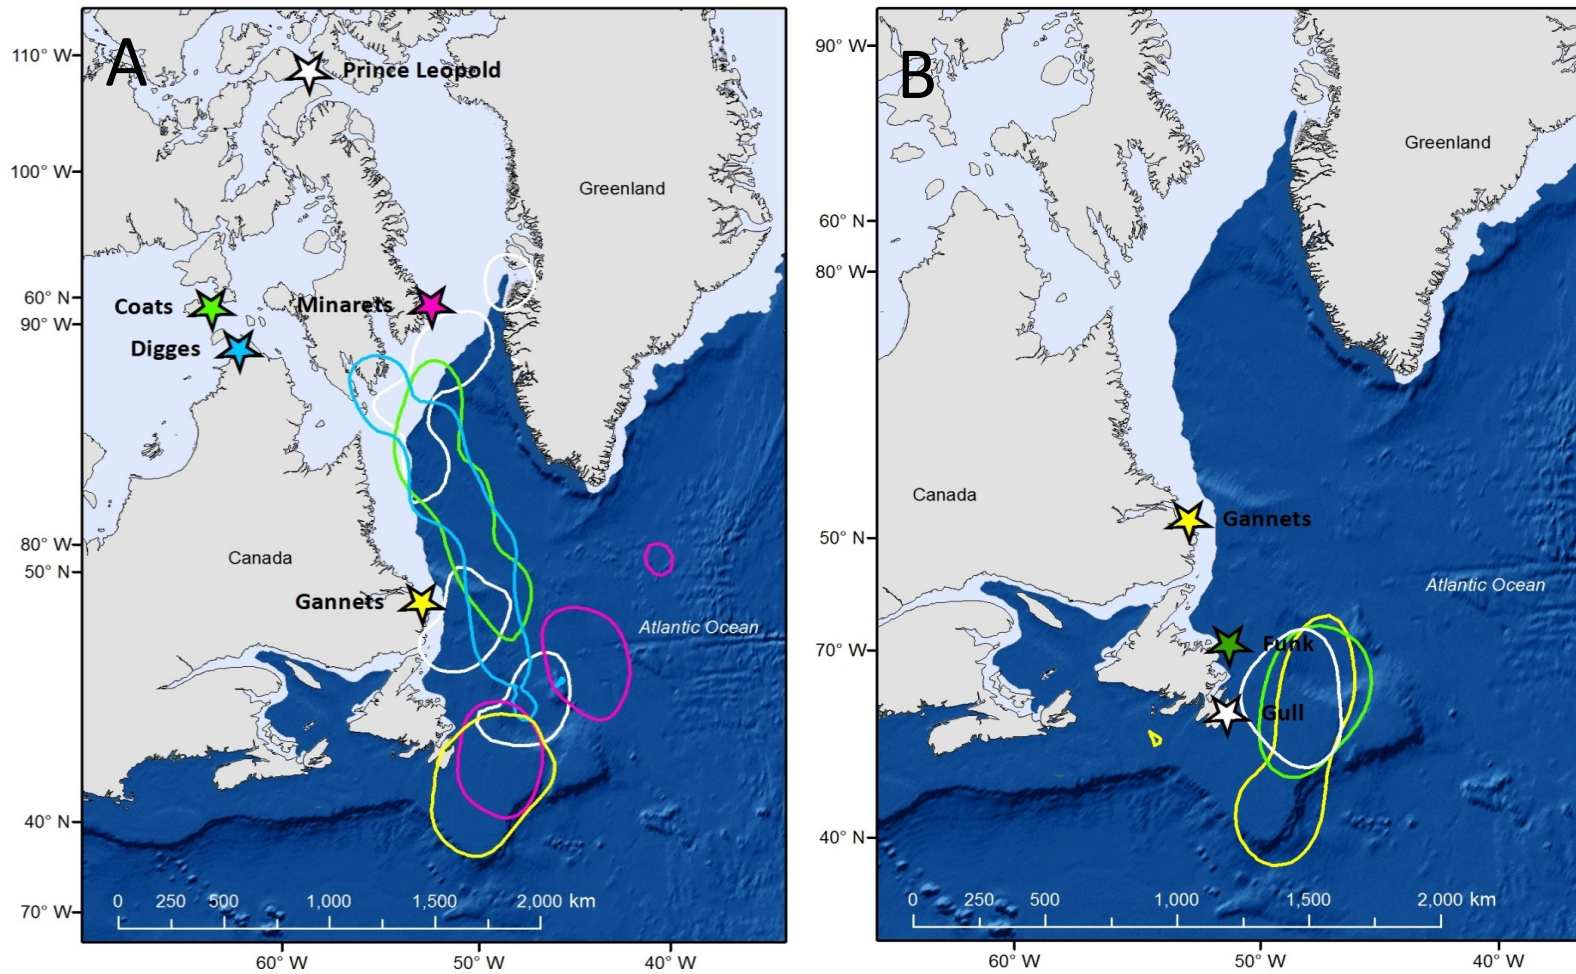 A
Prince Leopold
Greenland
Coats
Minarets
Digges
Canada
Gannets
Atlantic Ocean
0 250 500 1,000 1,500 2,000 km
110° W
100° W
60° N
90° W
80° W
50° N
40° N
70° W
60° W 50° W 40° W
B
Greenland
Canada
Gannets
Atlantic Ocean
Funk
Gull
0 250 500 1,000 1,500 2,000 km
90° W
60° N
80° W
50° N
70° W
40° N
60° W 50° W 40° W